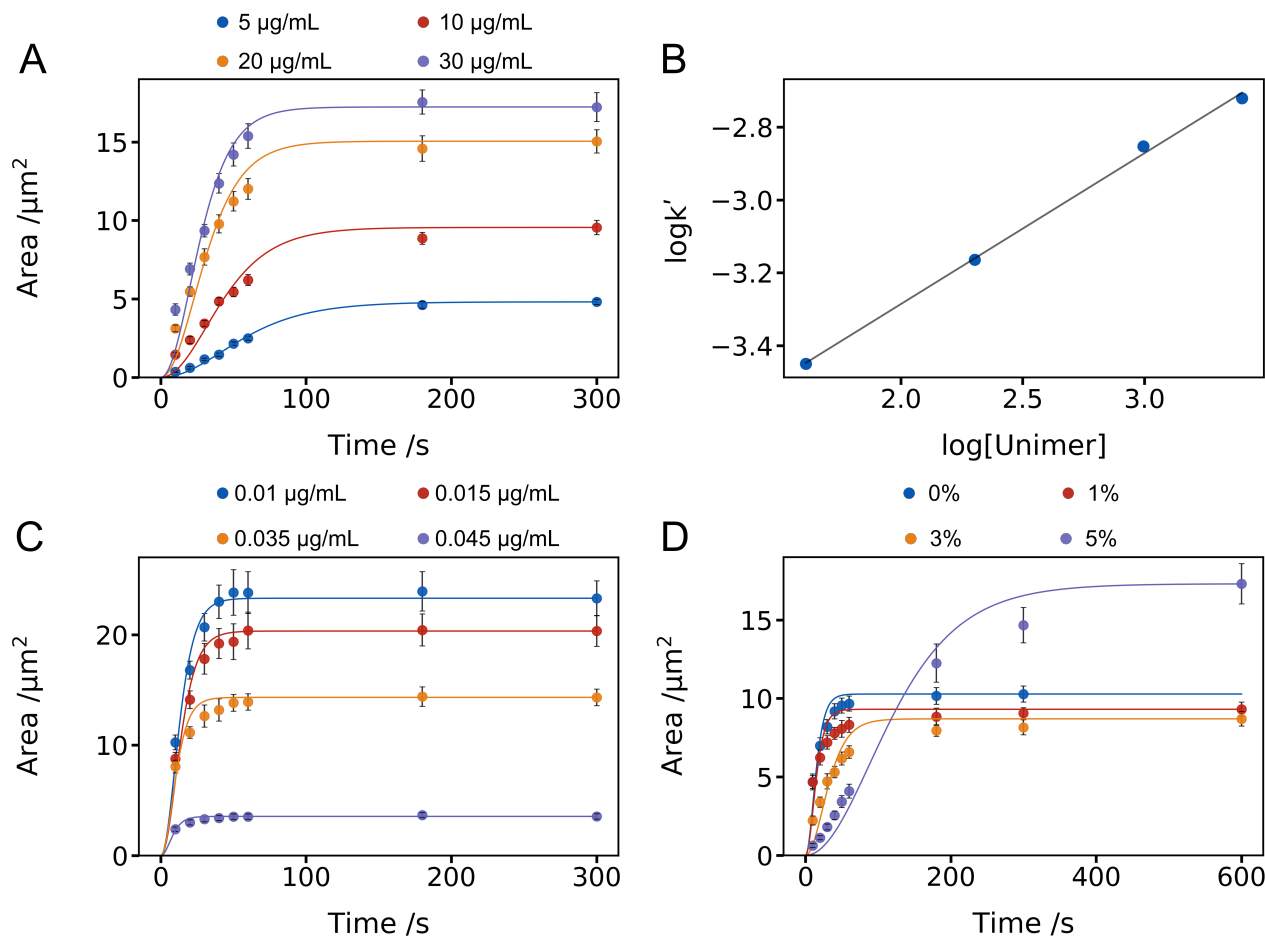 A
5 µg/mL 10 µg/mL
20 µg/mL 30 µg/mL
Area /µm²
15
10
5
0
0 100 200 300
Time /s
B
logk′
−2.8
−3.0
−3.2
−3.4
2.0 2.5 3.0
log[Unimer]
C
0.01 µg/mL 0.015 µg/mL
0.035 µg/mL 0.045 µg/mL
Area /µm²
20
10
0
0 100 200 300
Time /s
D
0% 1%
3% 5%
Area /µm²
15
10
5
0
0 200 400 600
Time /s